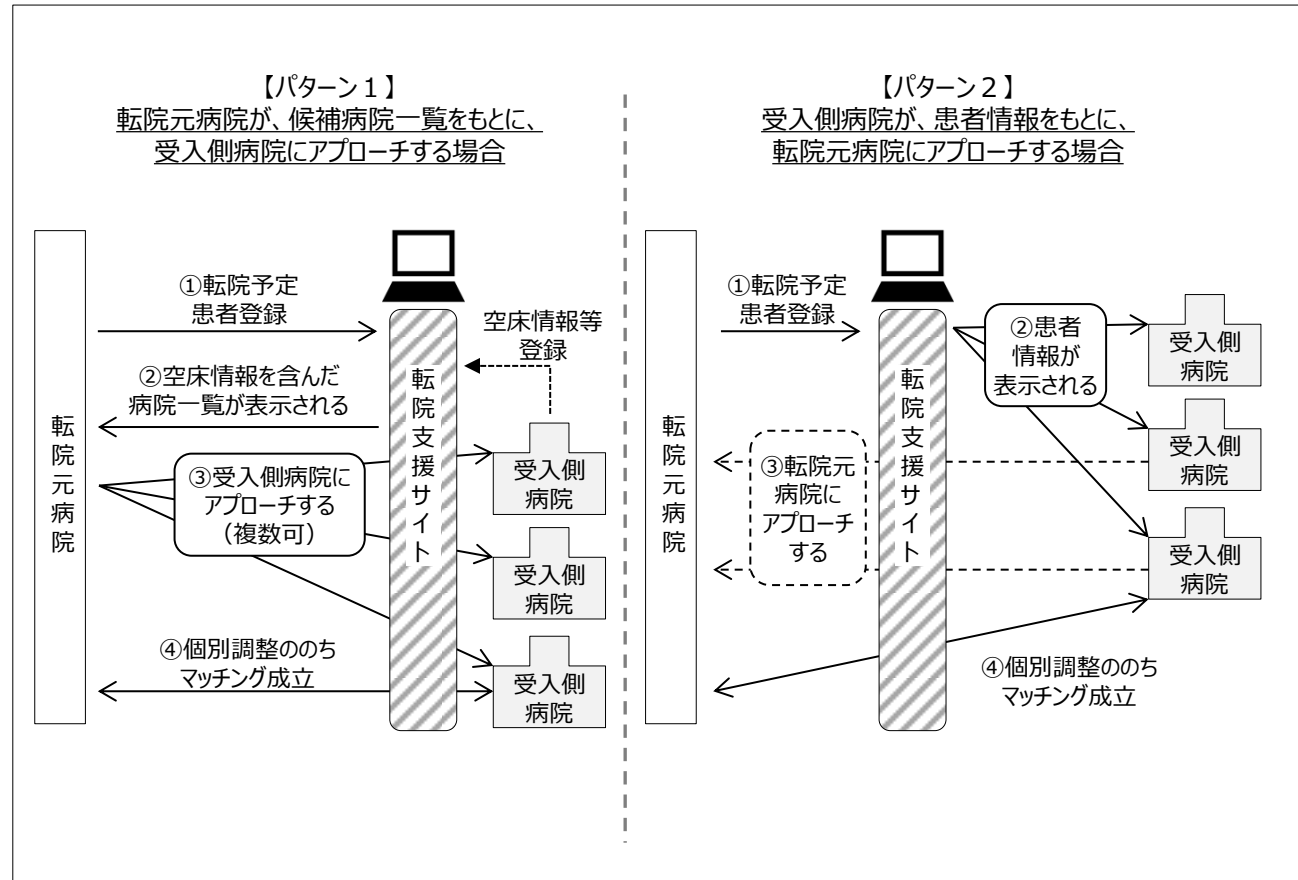 【パターン１】
転院元病院が、候補病院一覧をもとに、
受入側病院にアプローチする場合
転院元病院
①転院予定
患者登録
②空床情報を含んだ
病院一覧が表示される
③受入側病院に
アプローチする
（複数可）
④個別調整ののち
マッチング成立
転院支援サイト
空床情報等
登録
受入側
病院
受入側
病院
受入側
病院
【パターン２】
受入側病院が、患者情報をもとに、
転院元病院にアプローチする場合
転院元病院
①転院予定
患者登録
転院支援サイト
②患者
情報が
表示される
③転院元
病院に
アプローチ
する
④個別調整ののち
マッチング成立
受入側
病院
受入側
病院
受入側
病院